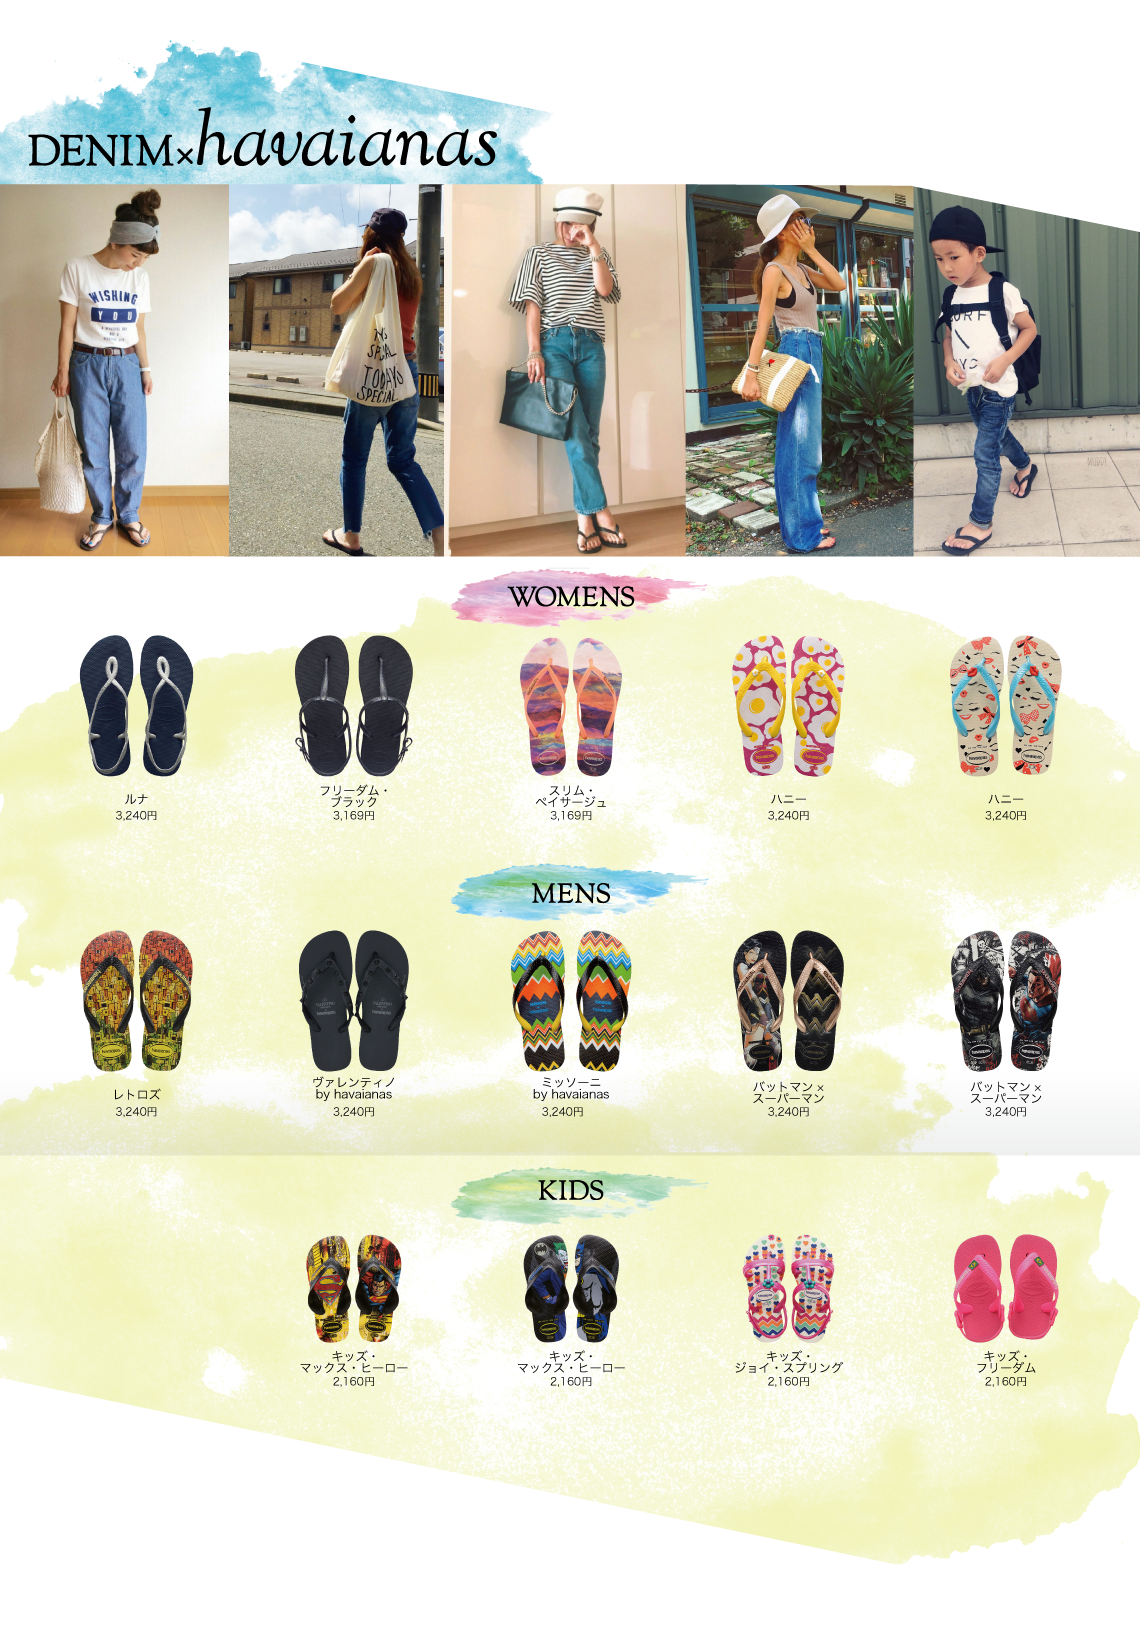 DENIM×havaianas
WISHING
YOU
MY
SPECIAL
TODAYS
SPECIAL
SURF
NYC
WOMENS
ルナ
3,240円
フリーダム・
ブラック
3,169円
スリム・
ペイサージュ
3,169円
ハニー
3,240円
ハニー
3,240円
MENS
レトロズ
3,240円
ヴァレンティノ
by havaianas
3,240円
ミッソーニ
by havaianas
3,240円
バットマン ×
スーパーマン
3,240円
バットマン ×
スーパーマン
3,240円
KIDS
キッズ・
マックス・ヒーロー
2,160円
キッズ・
マックス・ヒーロー
2,160円
キッズ・
ジョイ・スプリング
2,160円
キッズ・
フリーダム
2,160円